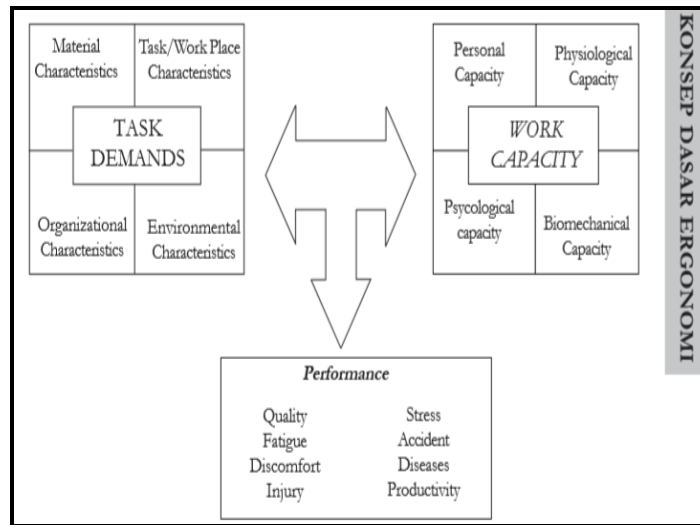 Material
Characteristics
Task/Work Place
Characteristics
TASK
DEMANDS
Organizational
Characteristics
Environmental
Characteristics
Personal
Capacity
Physiological
Capacity
WORK
CAPACITY
Psycological
capacity
Biomechanical
Capacity
KONSEP DASAR ERGONOMI
Performance
Quality
Fatigue
Discomfort
Injury
Stress
Accident
Diseases
Productivity